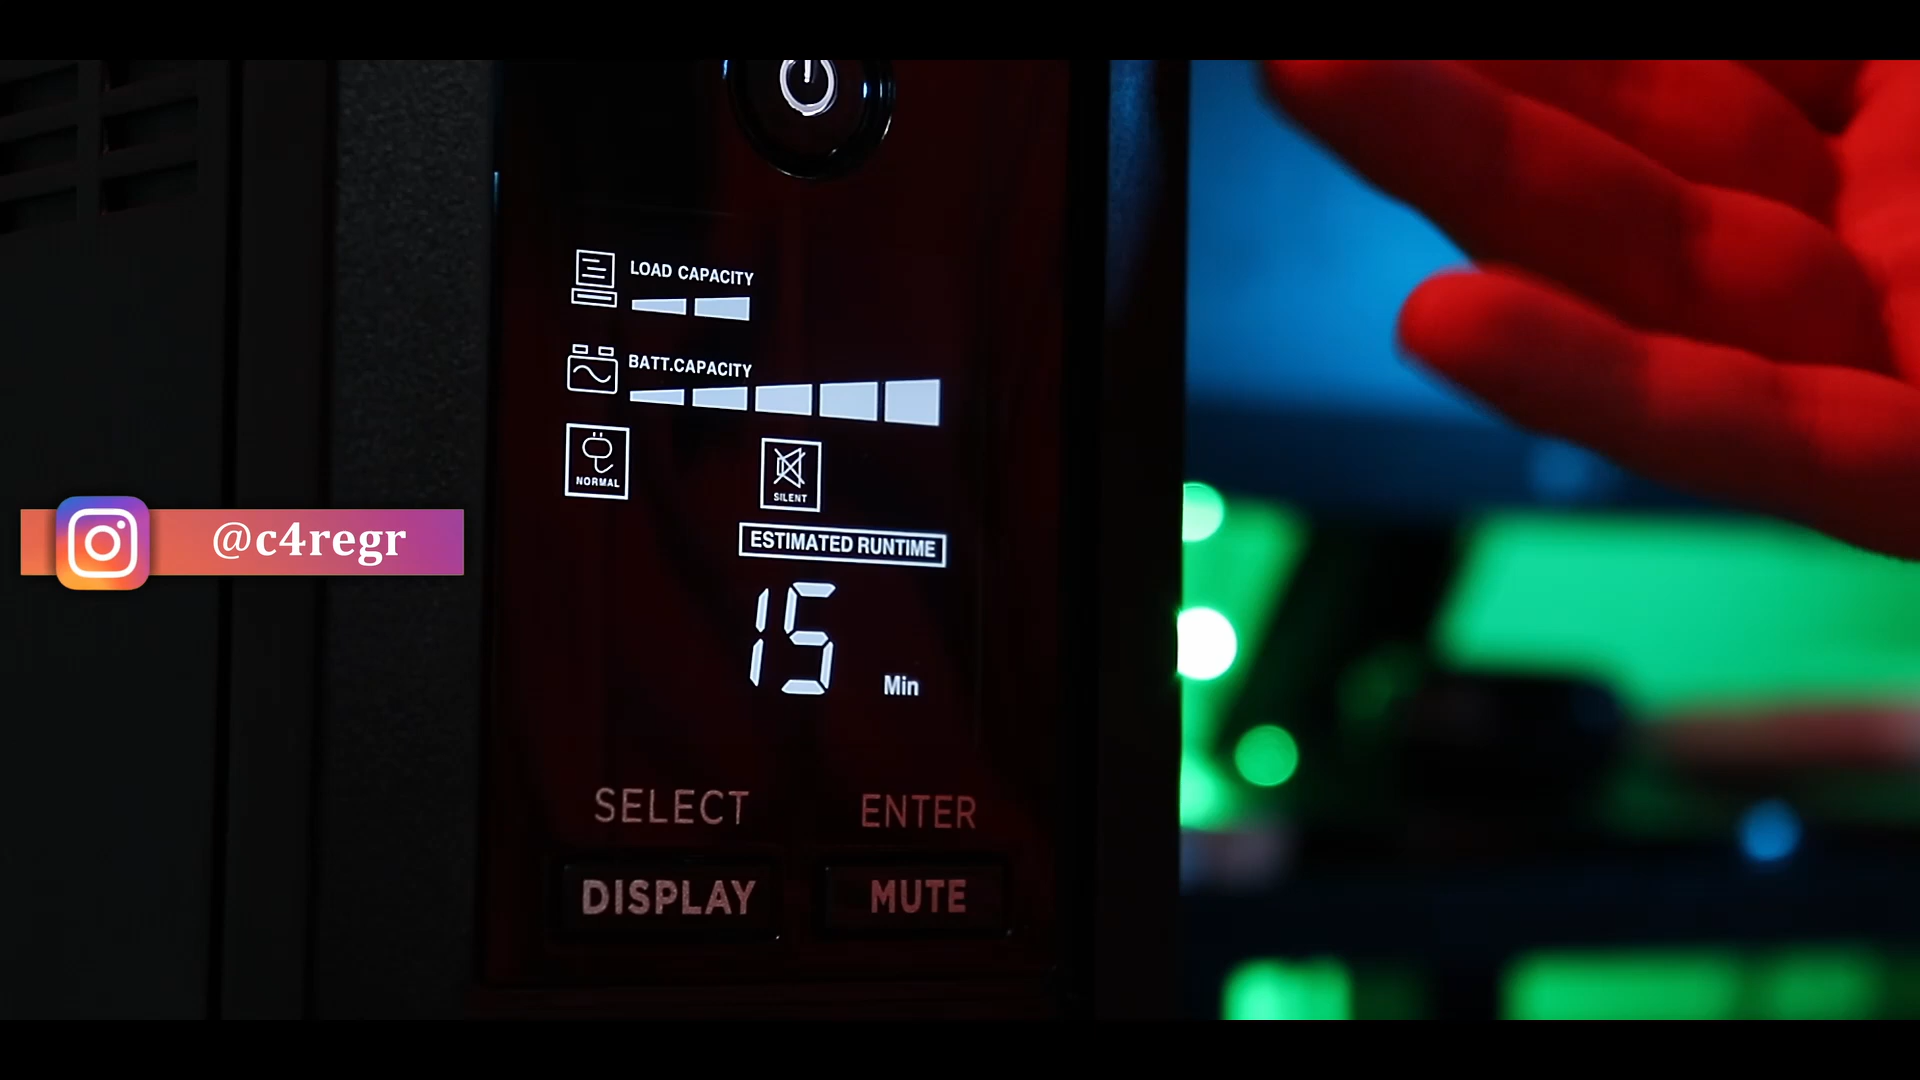 LOAD CAPACITY
BATT.CAPACITY
NORMAL
SILENT
@c4regr
ESTIMATED RUNTIME
15 Min
SELECT ENTER
DISPLAY MUTE